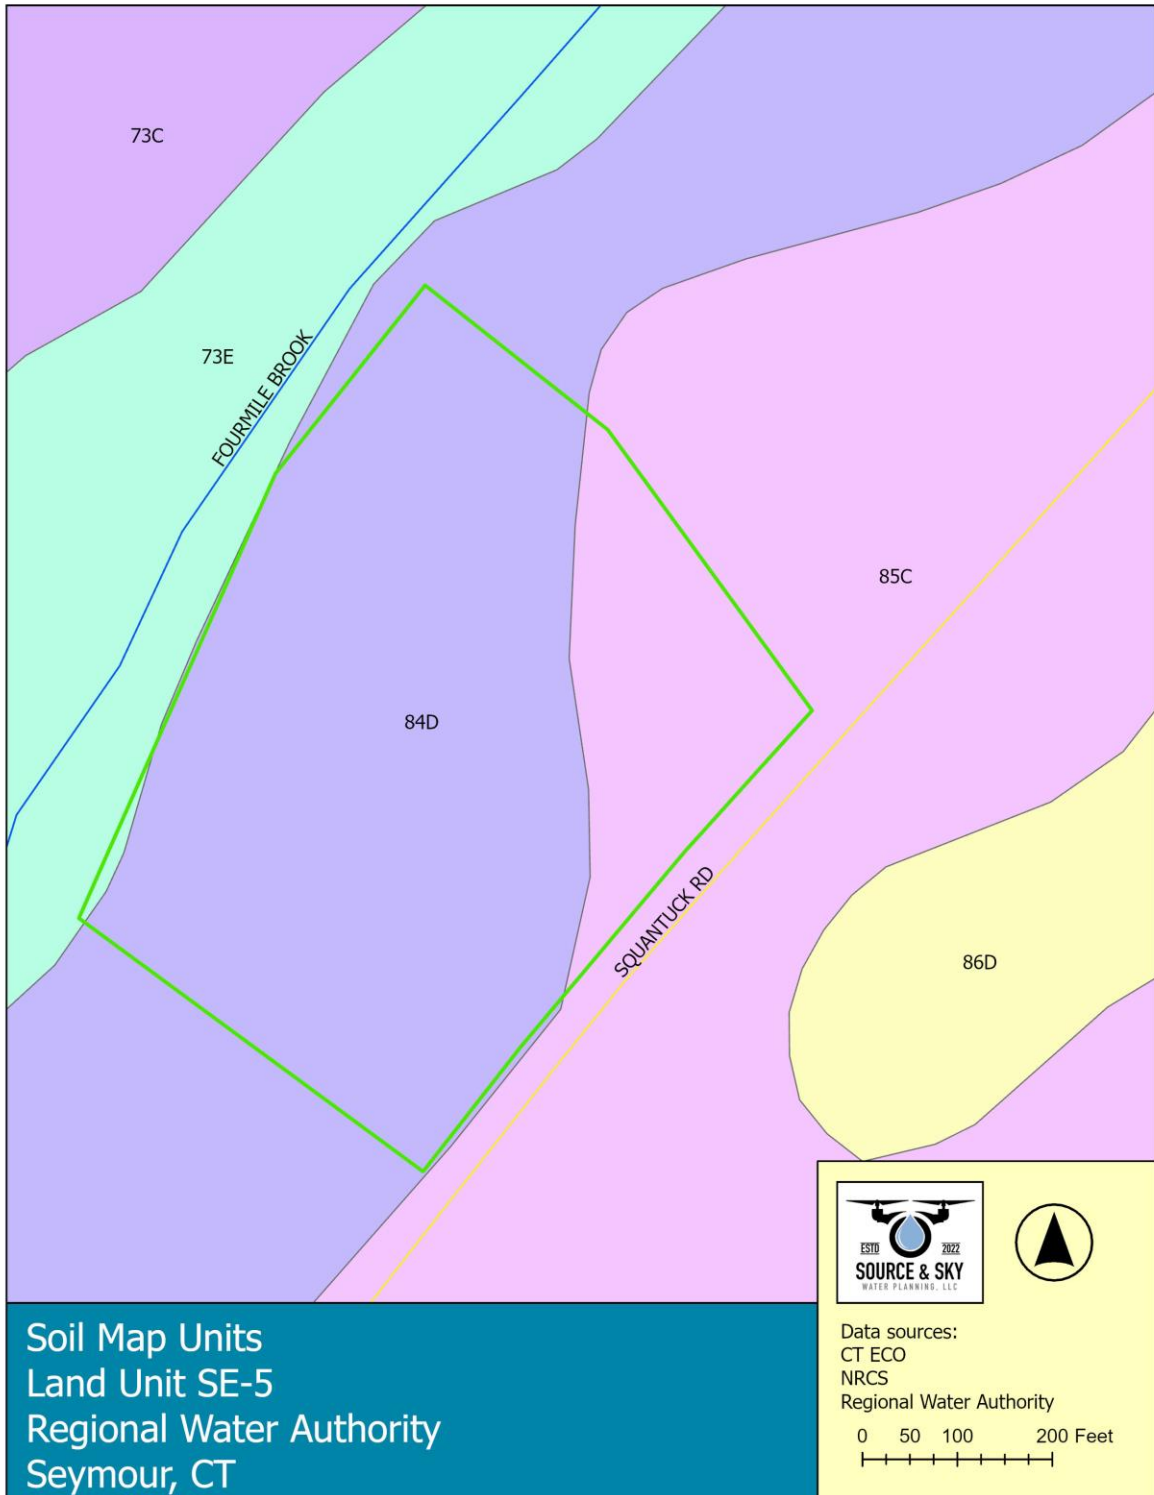 73C
73E
FOURMILE BROOK
85C
84D
SQUANTUCK RD
86D
ESTD 2022
SOURCE & SKY
WATER PLANNING, LLC
Data sources:
CT ECO
NRCS
Regional Water Authority
0 50 100 200 Feet
Soil Map Units
Land Unit SE-5
Regional Water Authority
Seymour, CT